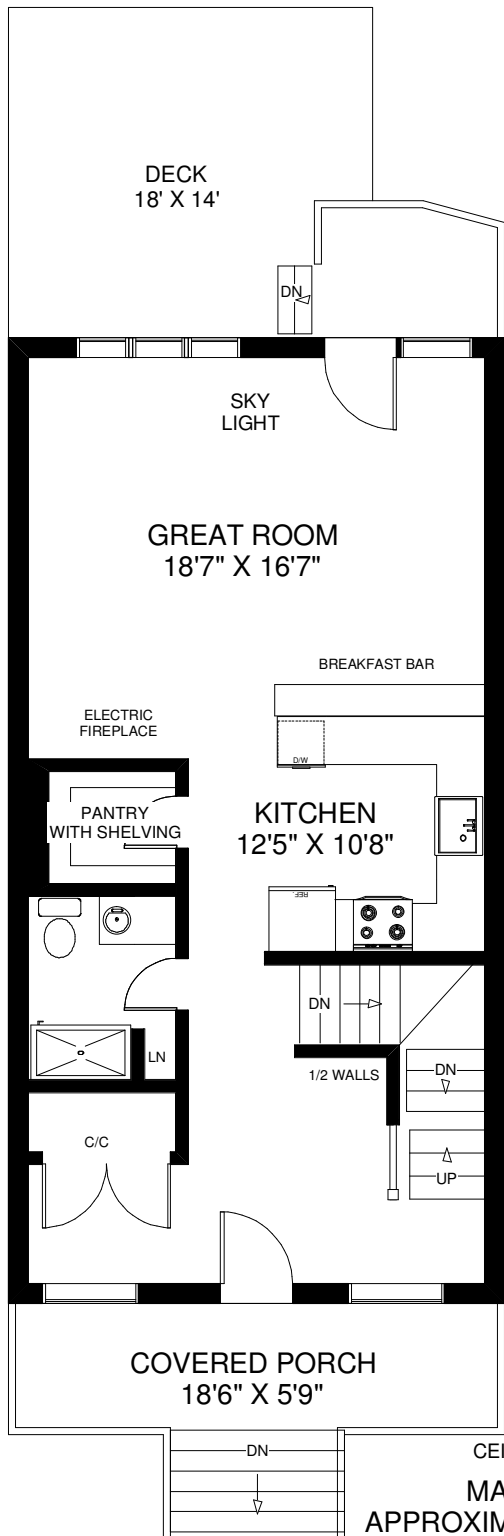 DECK
18' X 14'
DN
SKY
LIGHT
GREAT ROOM
18'7" X 16'7"
BREAKFAST BAR
ELECTRIC
FIREPLACE
D/W
PANTRY
WITH SHELVING
KITCHEN
12'5" X 10'8"
REF.
DN
LN
1/2 WALLS
DN
C/C
UP
COVERED PORCH
18'6" X 5'9"
DN